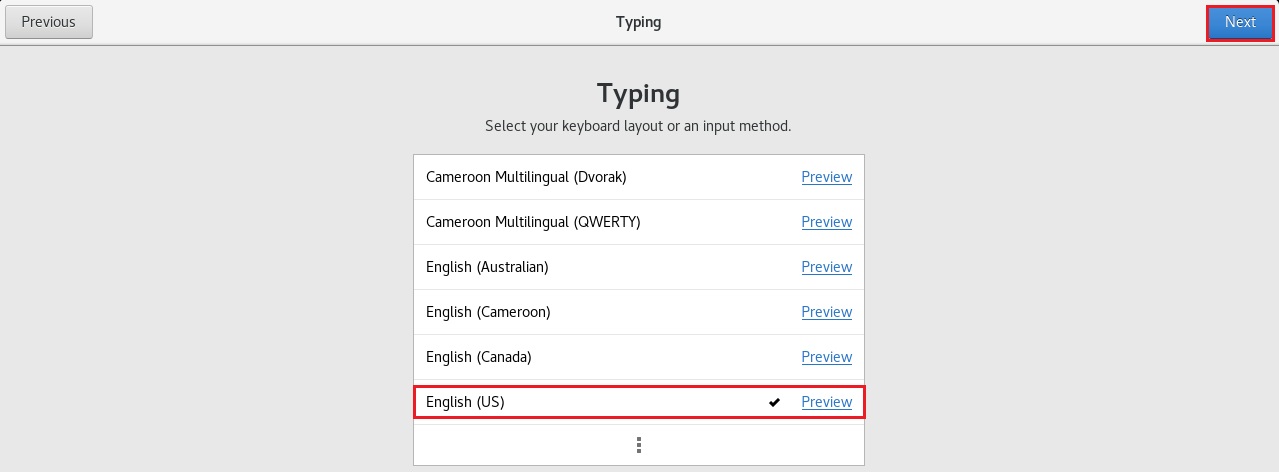 Previous Typing Next
Typing
Select your keyboard layout or an input method.
Cameroon Multilingual (Dvorak) Preview
Cameroon Multilingual (QWERTY) Preview
English (Australian) Preview
English (Cameroon) Preview
English (Canada) Preview
English (US) ✔ Preview